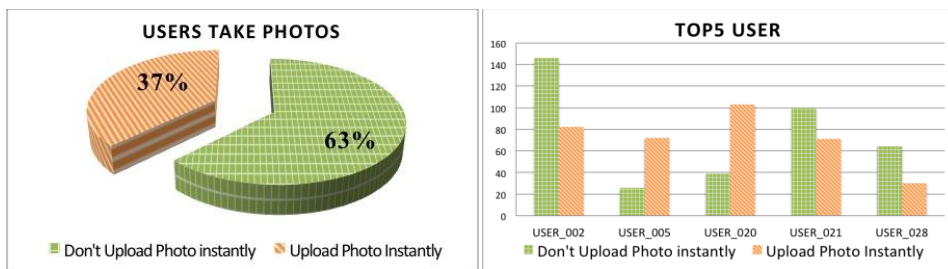 USERS TAKE PHOTOS
37%
63%
Don't Upload Photo instantly
Upload Photo Instantly
TOP5 USER
160
140
120
100
80
60
40
20
0
USER_002
USER_005
USER_020
USER_021
USER_028
Don't Upload Photo instantly
Upload Photo Instantly